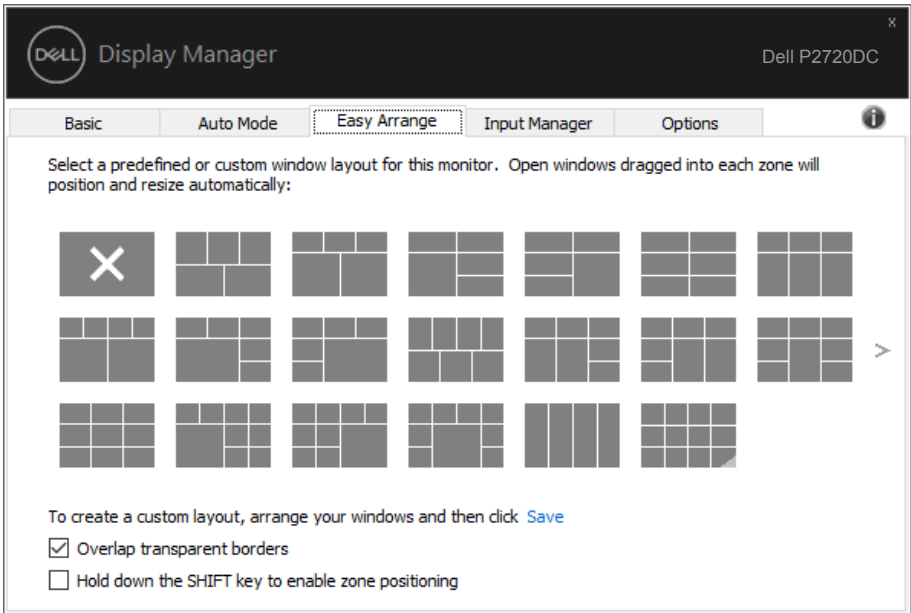 x
DELL
Display Manager
Dell P2720DC
Basic
Auto Mode
Easy Arrange
Input Manager
Options
i
Select a predefined or custom window layout for this monitor. Open windows dragged into each zone will
position and resize automatically:
>
To create a custom layout, arrange your windows and then click Save
Overlap transparent borders
Hold down the SHIFT key to enable zone positioning